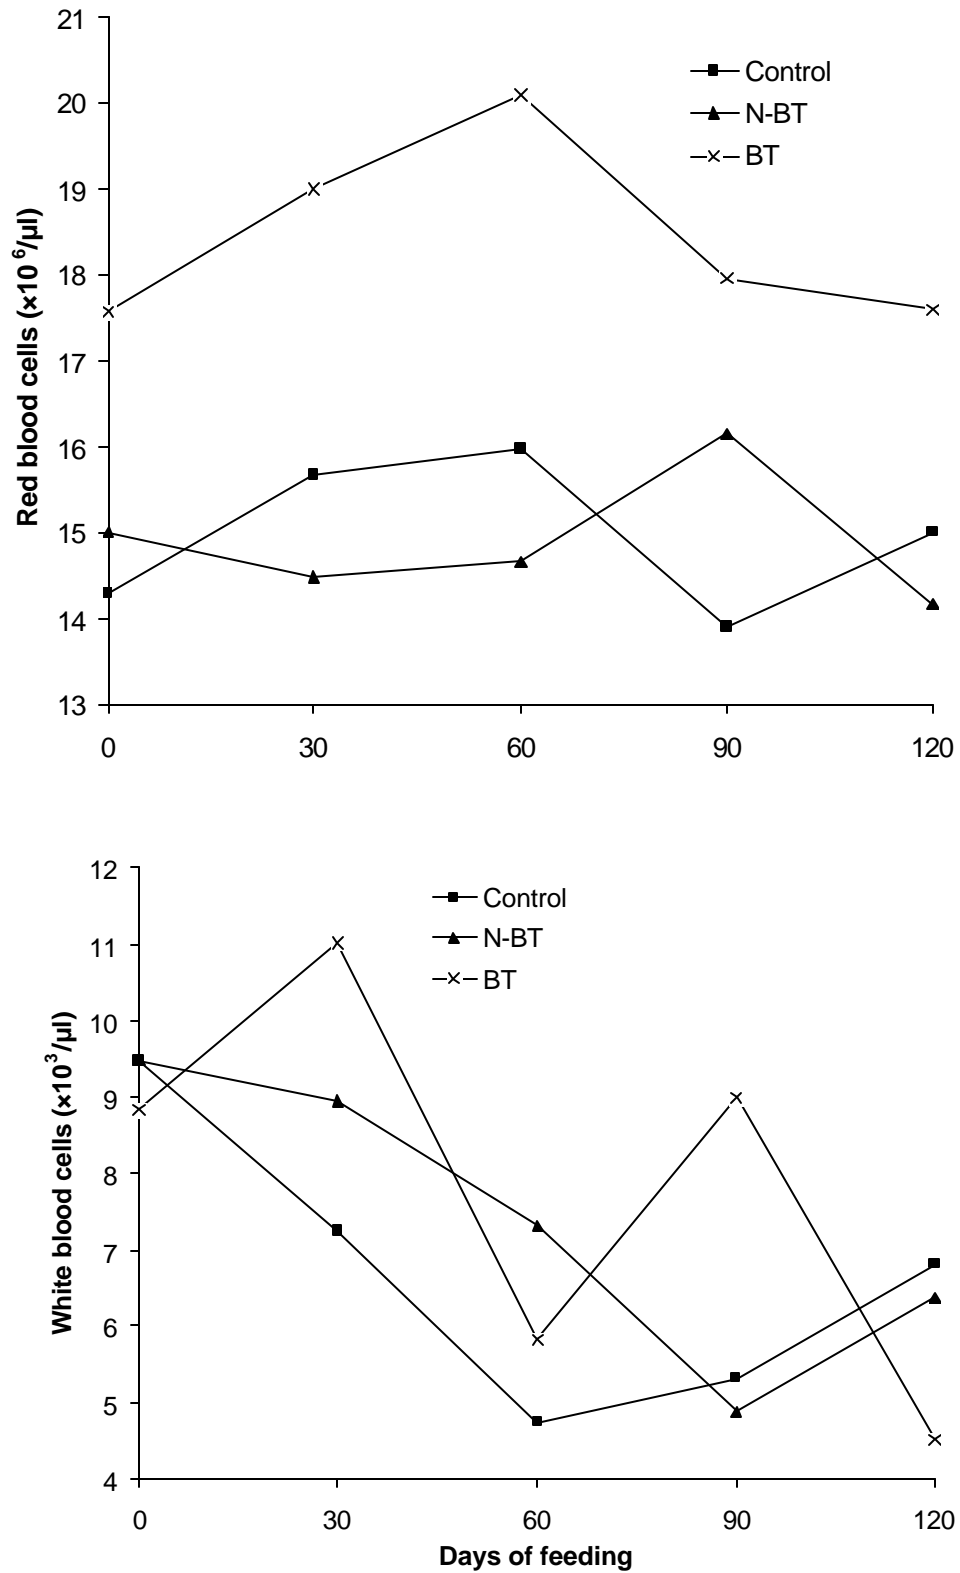 21
20
19
18
17
16
15
14
13
Red blood cells (×10⁶/µl)
Control
N-BT
BT
0 30 60 90 120
12
11
10
9
8
7
6
5
4
White blood cells (×10³/µl)
Control
N-BT
BT
0 30 60 90 120
Days of feeding